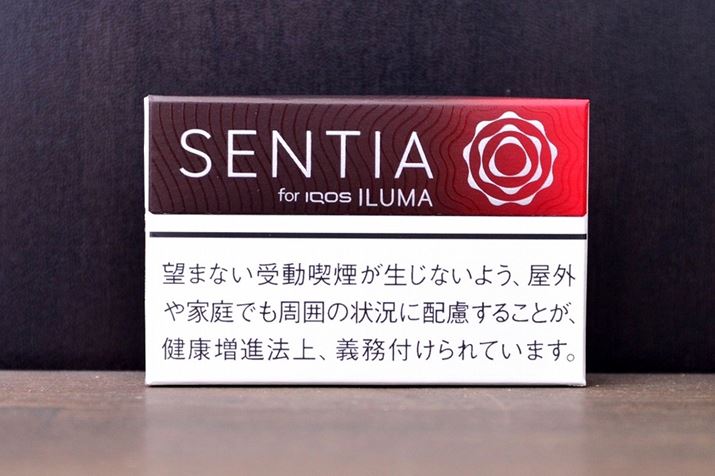 SENTIA
for IQOS ILUMA
望まない受動喫煙が生じないよう、屋外
や家庭でも周囲の状況に配慮することが、
健康増進法上、義務付けられています。